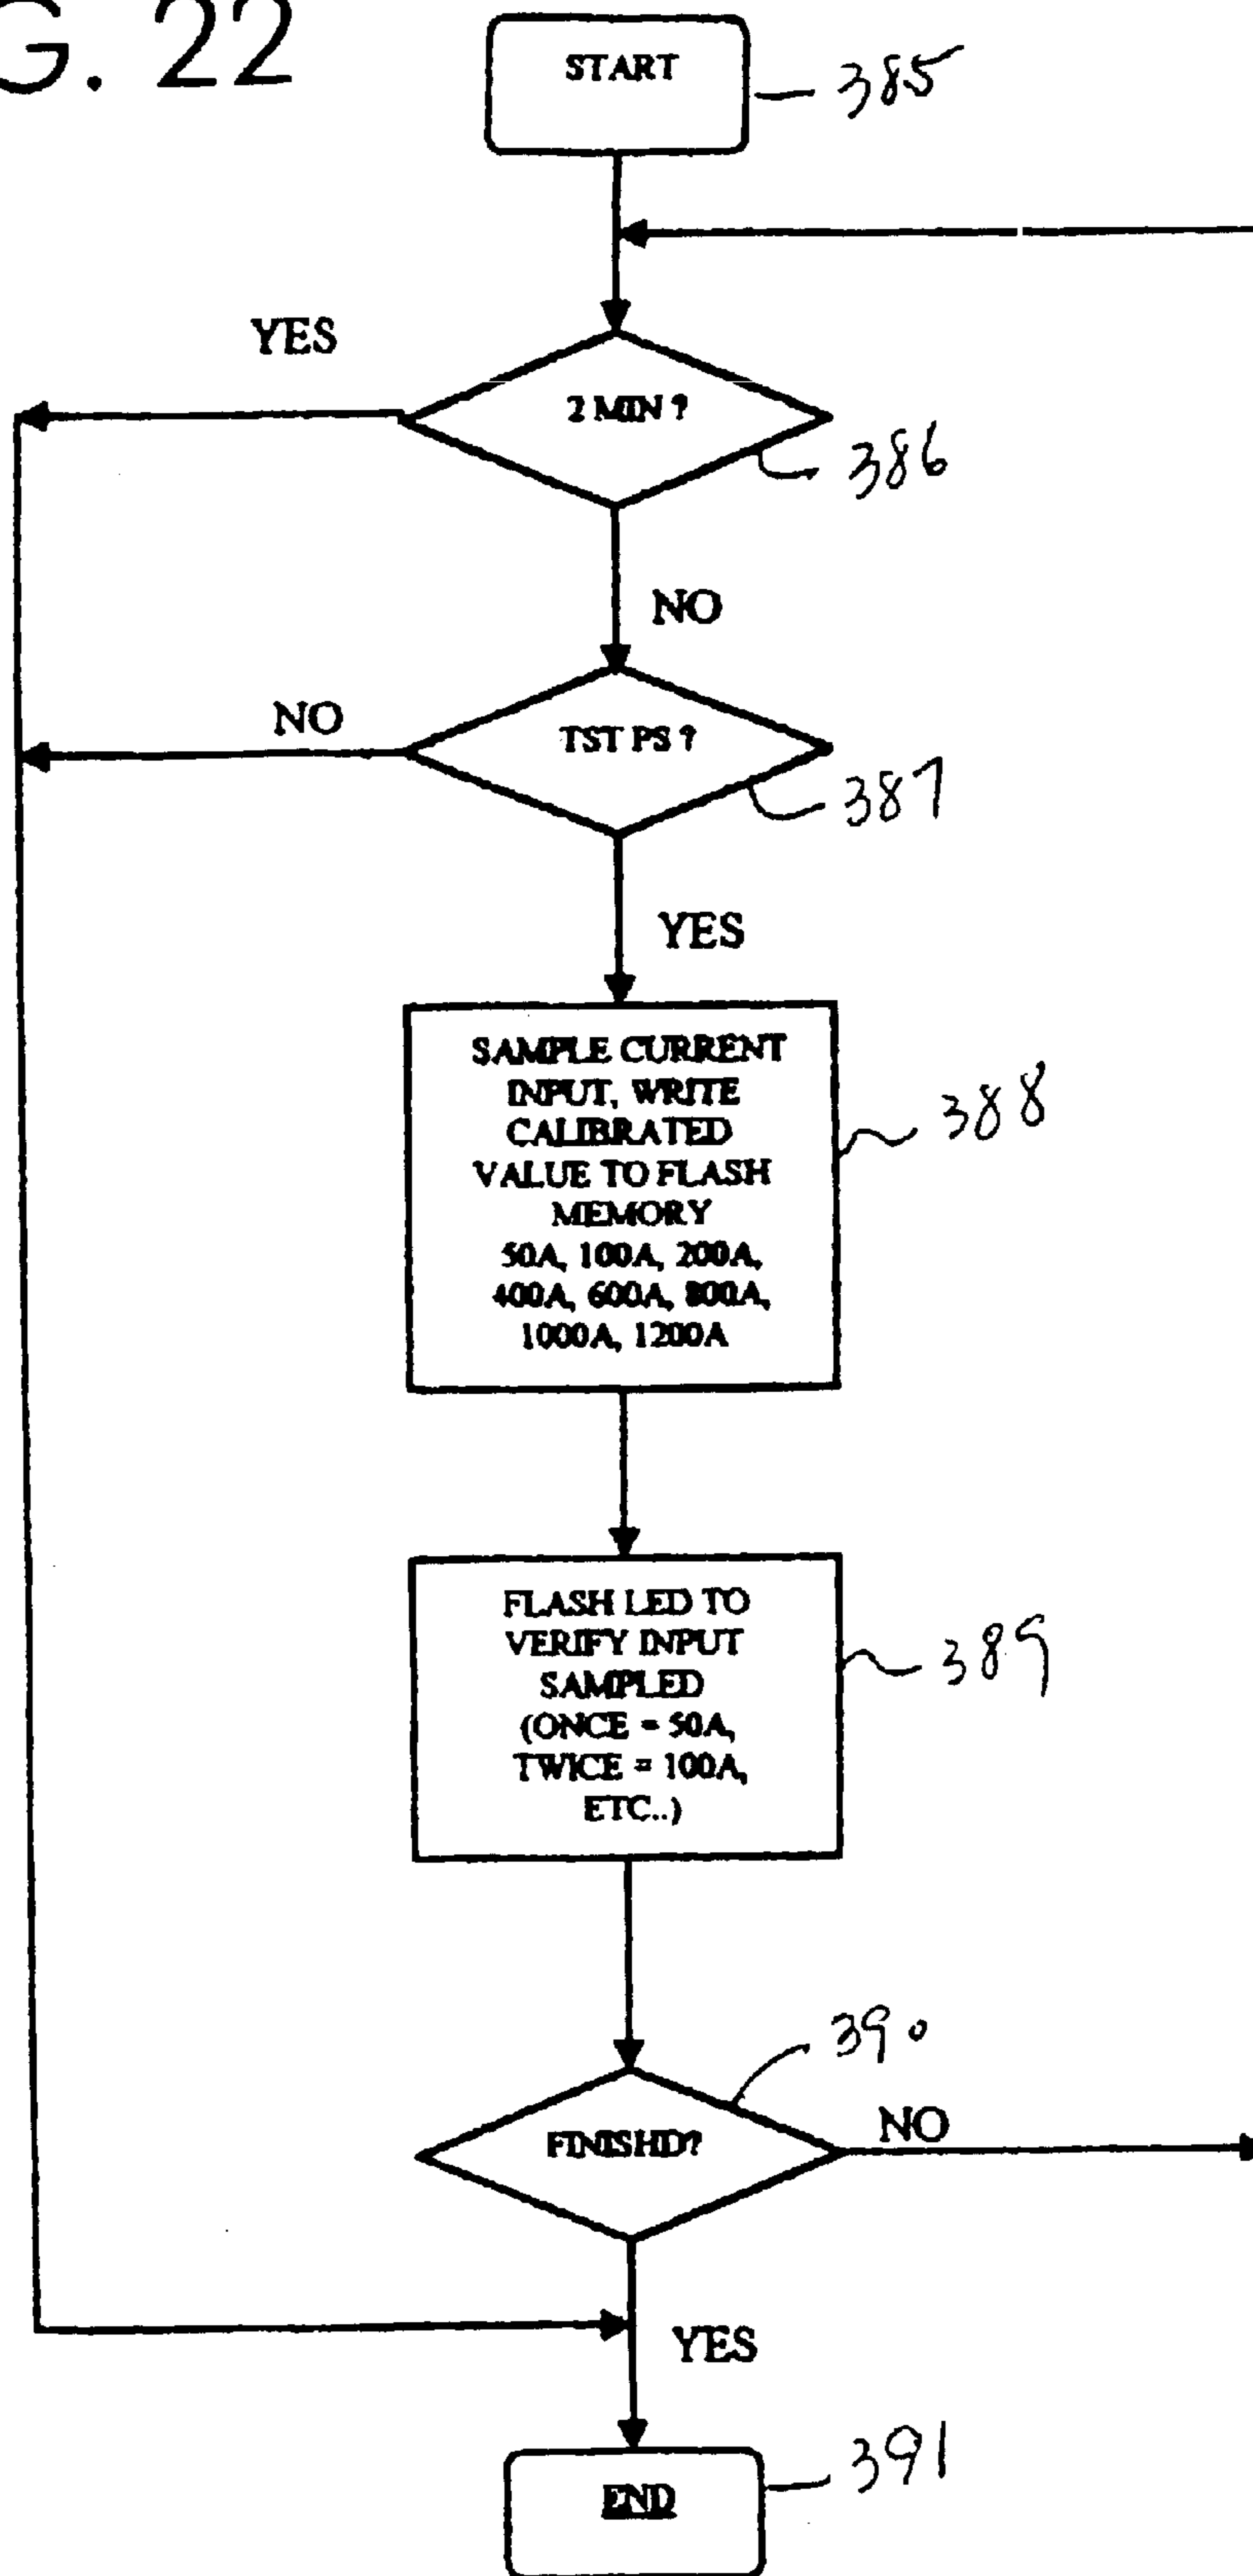 G. 22
START
385
YES
2 MIN ?
386
NO
NO
TST PS ?
387
YES
SAMPLE CURRENT
INPUT, WRITE
CALIBRATED
VALUE TO FLASH
MEMORY
50A, 100A, 200A,
400A, 600A, 800A,
1000A, 1200A
388
FLASH LED TO
VERIFY INPUT
SAMPLED
(ONCE = 50A,
TWICE = 100A,
ETC..)
389
390
FINISHD?
NO
YES
END
391